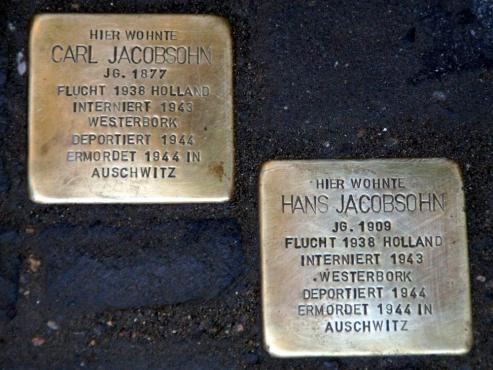 HIER WOHNTE
CARL JACOBSOHN
JG. 1877
FLUCHT 1938 HOLLAND
INTERNIERT 1943
WESTERBORK
DEPORTIERT 1944
ERMORDET 1944 IN
AUSCHWITZ
HIER WOHNTE
HANS JACOBSOHN
JG. 1909
FLUCHT 1938 HOLLAND
INTERNIERT 1943
WESTERBORK
DEPORTIERT 1944
ERMORDET 1944 IN
AUSCHWITZ